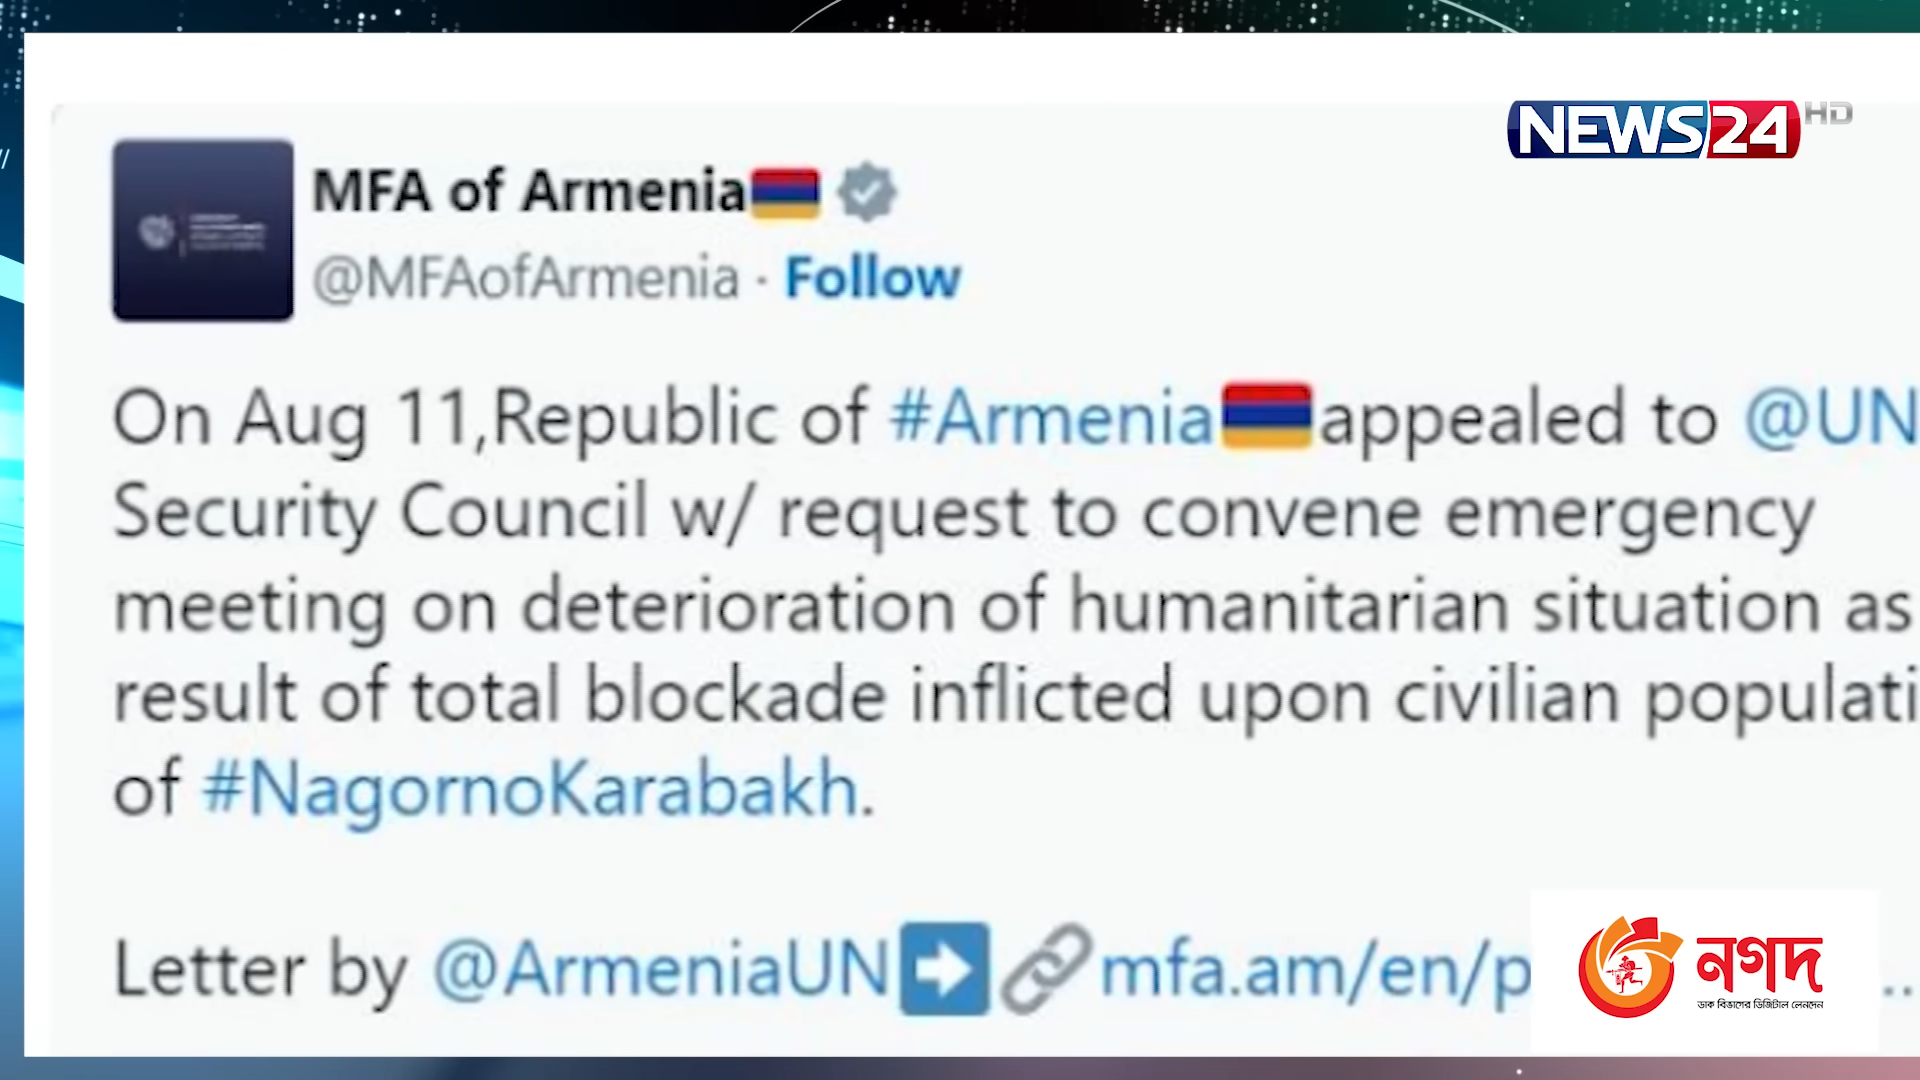 NEWS24 HD
MFA of Armenia
@MFAofArmenia · Follow
On Aug 11,Republic of #Armenia appealed to @UN
Security Council w/ request to convene emergency
meeting on deterioration of humanitarian situation as
result of total blockade inflicted upon civilian populati
of #NagornoKarabakh.
Letter by @ArmeniaUN mfa.am/en/p
নগদ
ডাক বিভাগের ডিজিটাল লেনদেন